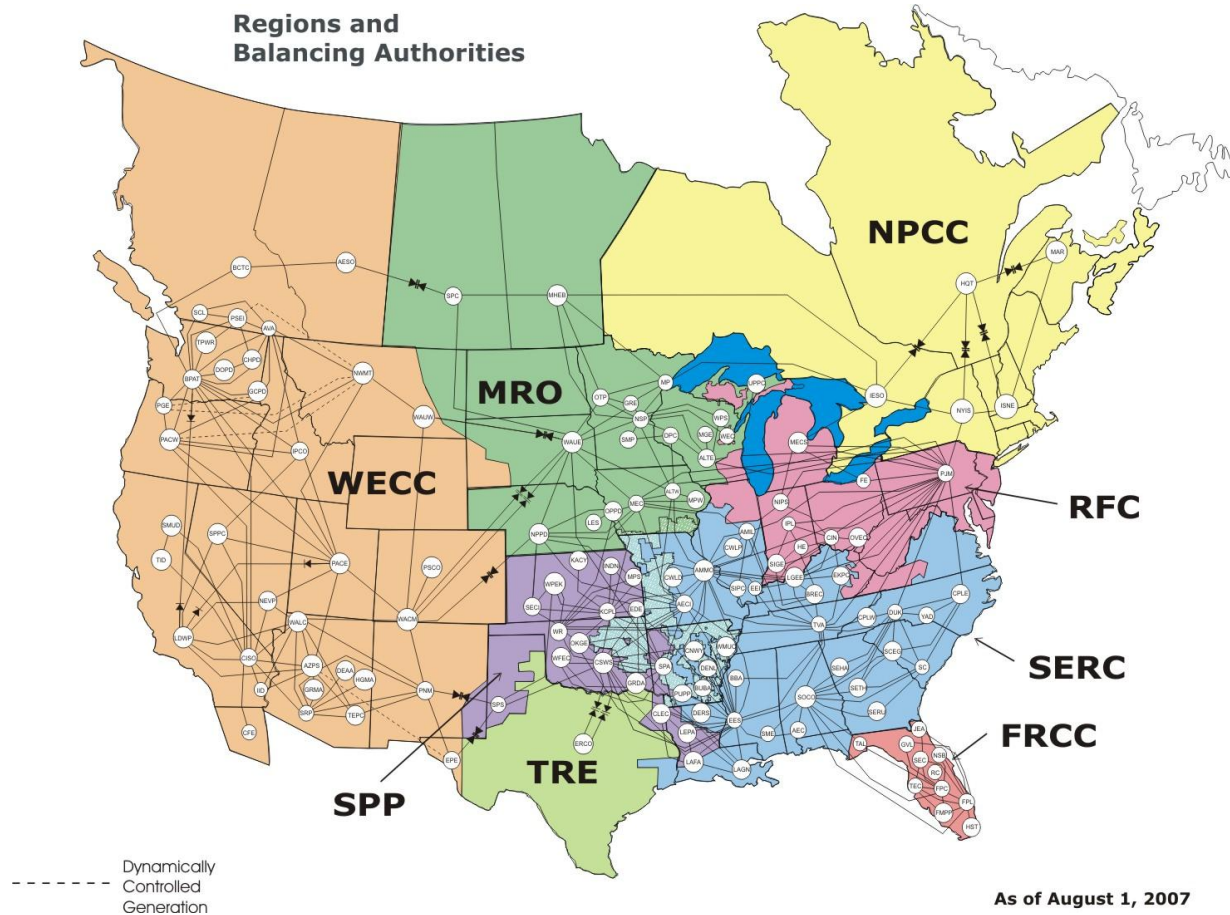 Regions and
Balancing Authorities
NPCC
MAR
HQT
BCTC
AESO
SPC
MHEB
SCL
PSEI
AVA
TPWR
CHPD
DOPD
BPAT
GCPD
NWMT
MRO
MP
UPPC
IESO
PGE
OTP
GRE
NYIS
ISNE
WAUW
NSP
WPS
PACW
WAUE
SMP
DPC
MGE
WEC
MECS
IPCO
ALTE
WECC
FE
PJM
ALTW
RFC
MEC
MPW
NIPS
OPPD
LES
SMUD
SPPC
NPPD
AMIL
IPL
CIN
OVEC
CWLP
HE
TID
PACE
KACY
INDN
PSCO
MPS
CWLD
AMMO
SIGE
LGEE
EKPC
WPEK
SIPC
EEI
BREC
NEVP
SECI
KCPL
EDE
AECI
CPLE
WALC
WACM
TVA
CPLW
DUK
YAD
LDWP
WR
OKGE
CISO
WFEC
CSWS
SPA
CNWY
WMUC
SCEG
SERC
AZPS
DEAA
HGMA
DENL
BBA
SEHA
SC
IID
GRMA
PNM
GRDA
PUPP
BUBA
SOCO
SETH
SRP
TEPC
SPS
CLEC
DERS
EES
SERU
CFE
ERCO
LEPA
SME
AEC
TAL
JEA
GVL
NSB
FRCC
EPE
TRE
LAFA
LAGN
SEC
RC
SPP
TEC
FPC
FPL
FMPP
HST
Dynamically
Controlled
Generation
As of August 1, 2007